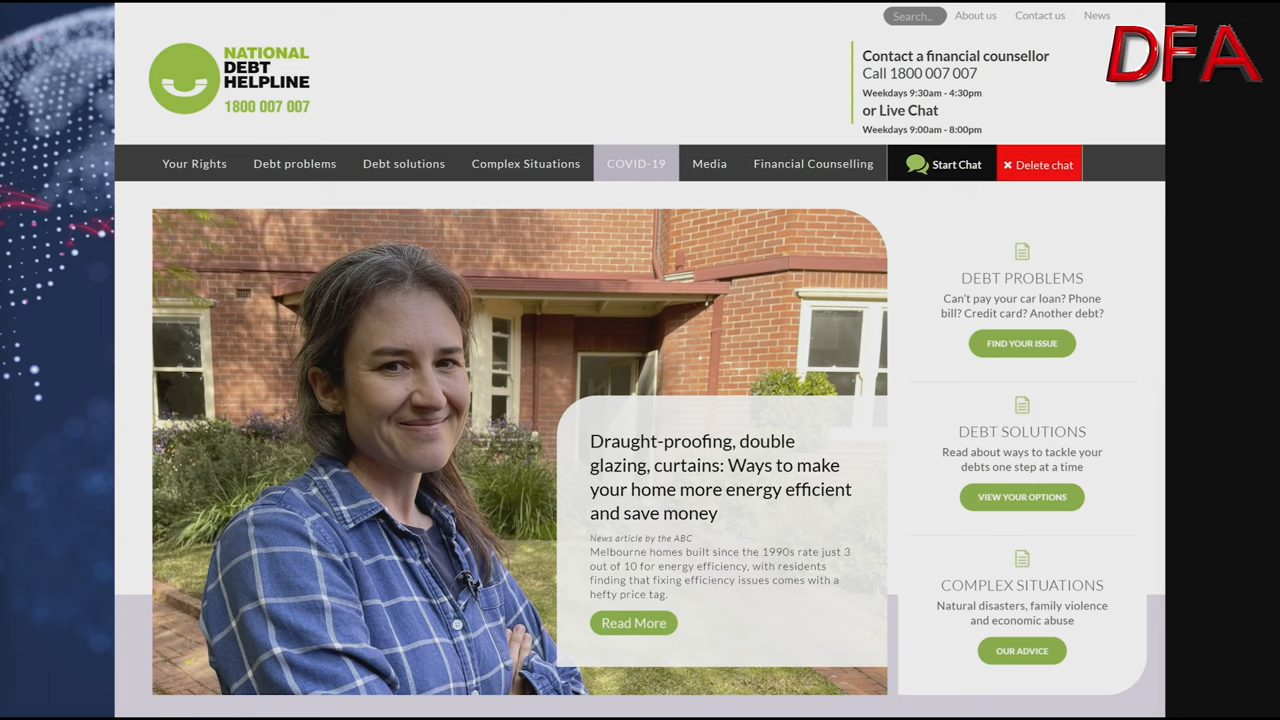 Search..
About us
Contact us
News
DFA
NATIONAL
DEBT
HELPLINE
1800 007 007
Contact a financial counsellor
Call 1800 007 007
Weekdays 9:30am - 4:30pm
or Live Chat
Weekdays 9:00am - 8:00pm
Your Rights
Debt problems
Debt solutions
Complex Situations
COVID-19
Media
Financial Counselling
Start Chat
✖ Delete chat
Draught-proofing, double
glazing, curtains: Ways to make
your home more energy efficient
and save money
News article by the ABC
Melbourne homes built since the 1990s rate just 3
out of 10 for energy efficiency, with residents
finding that fixing efficiency issues comes with a
hefty price tag.
Read More
DEBT PROBLEMS
Can't pay your car loan? Phone
bill? Credit card? Another debt?
FIND YOUR ISSUE
DEBT SOLUTIONS
Read about ways to tackle your
debts one step at a time
VIEW YOUR OPTIONS
COMPLEX SITUATIONS
Natural disasters, family violence
and economic abuse
OUR ADVICE